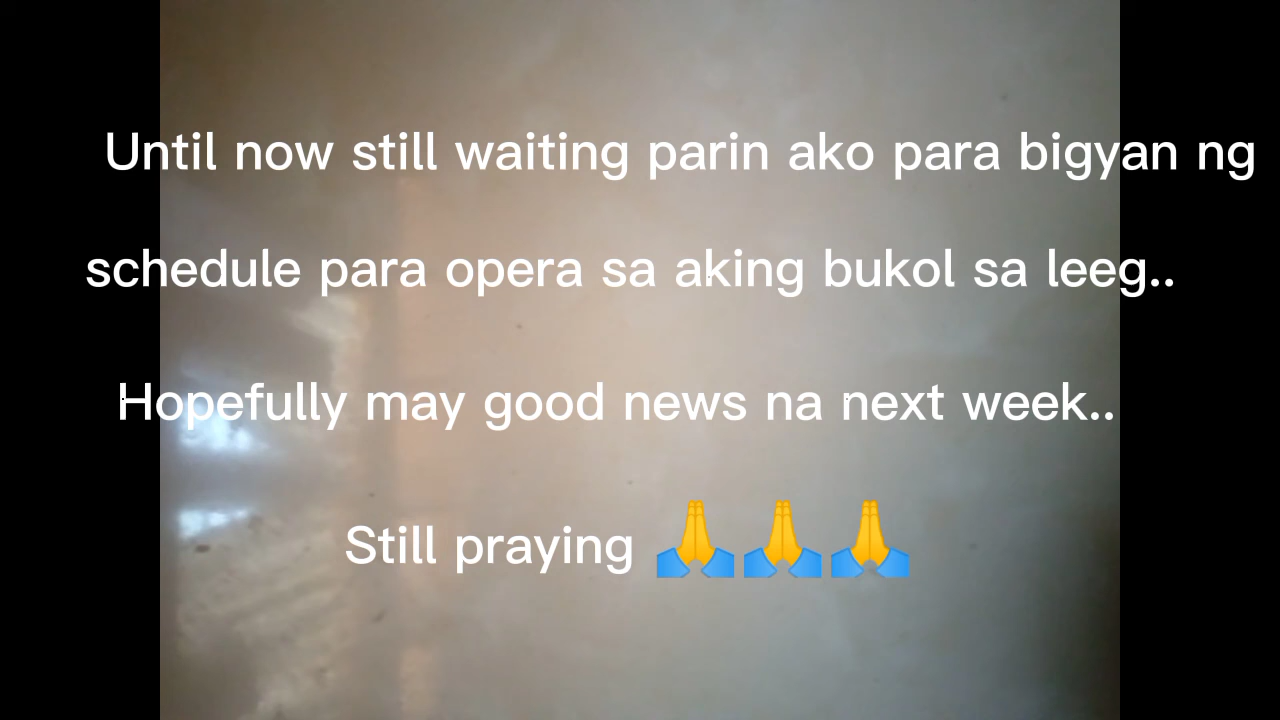 Until now still waiting parin ako para bigyan ng
schedule para opera sa aking bukol sa leeg..
Hopefully may good news na next week..
Still praying 🙏🙏🙏